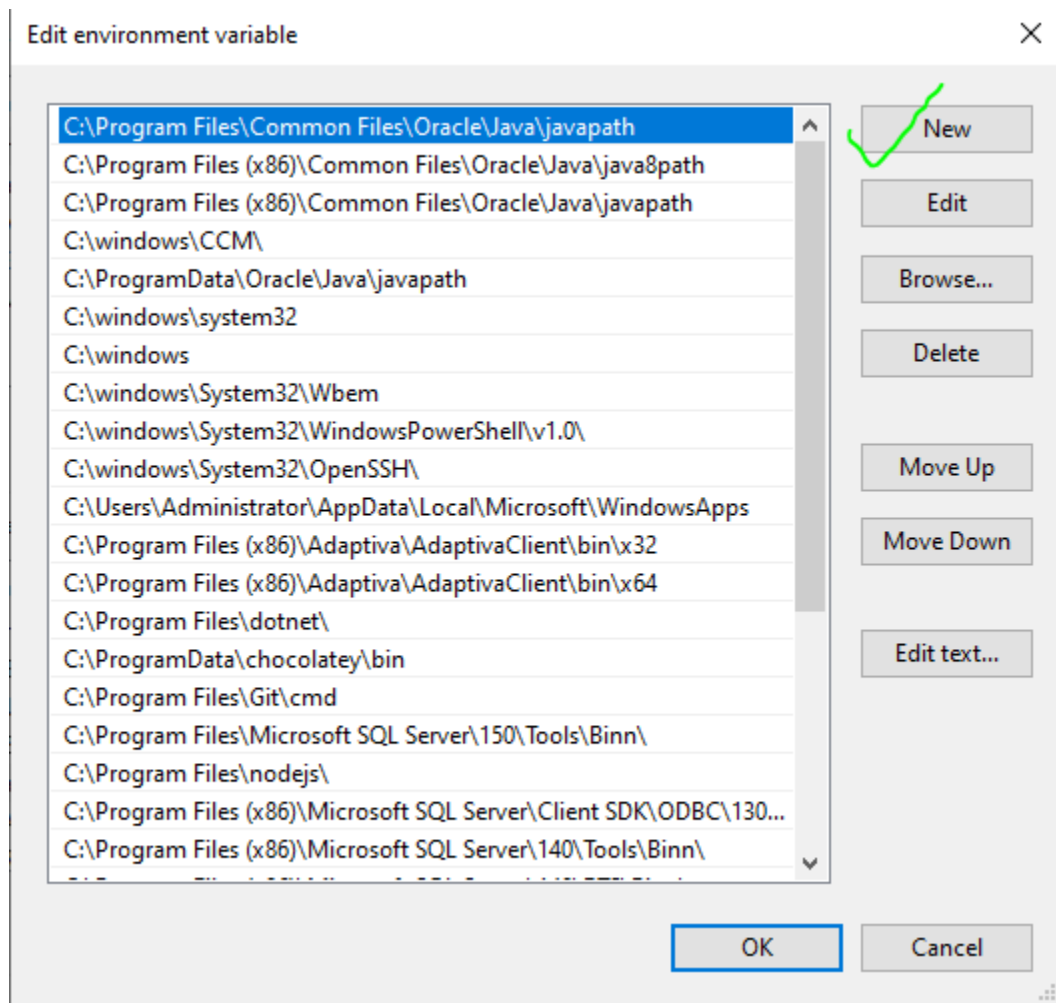 Edit environment variable
C:\Program Files\Common Files\Oracle\Java\javapath
C:\Program Files (x86)\Common Files\Oracle\Java\java8path
C:\Program Files (x86)\Common Files\Oracle\Java\javapath
C:\windows\CCM\
C:\ProgramData\Oracle\Java\javapath
C:\windows\system32
C:\windows
C:\windows\System32\Wbem
C:\windows\System32\WindowsPowerShell\v1.0\
C:\windows\System32\OpenSSH\
C:\Users\Administrator\AppData\Local\Microsoft\WindowsApps
C:\Program Files (x86)\Adaptiva\AdaptivaClient\bin\x32
C:\Program Files (x86)\Adaptiva\AdaptivaClient\bin\x64
C:\Program Files\dotnet\
C:\ProgramData\chocolatey\bin
C:\Program Files\Git\cmd
C:\Program Files\Microsoft SQL Server\150\Tools\Binn\
C:\Program Files\nodejs\
C:\Program Files (x86)\Microsoft SQL Server\Client SDK\ODBC\130...
C:\Program Files (x86)\Microsoft SQL Server\140\Tools\Binn\
New
Edit
Browse...
Delete
Move Up
Move Down
Edit text...
OK
Cancel